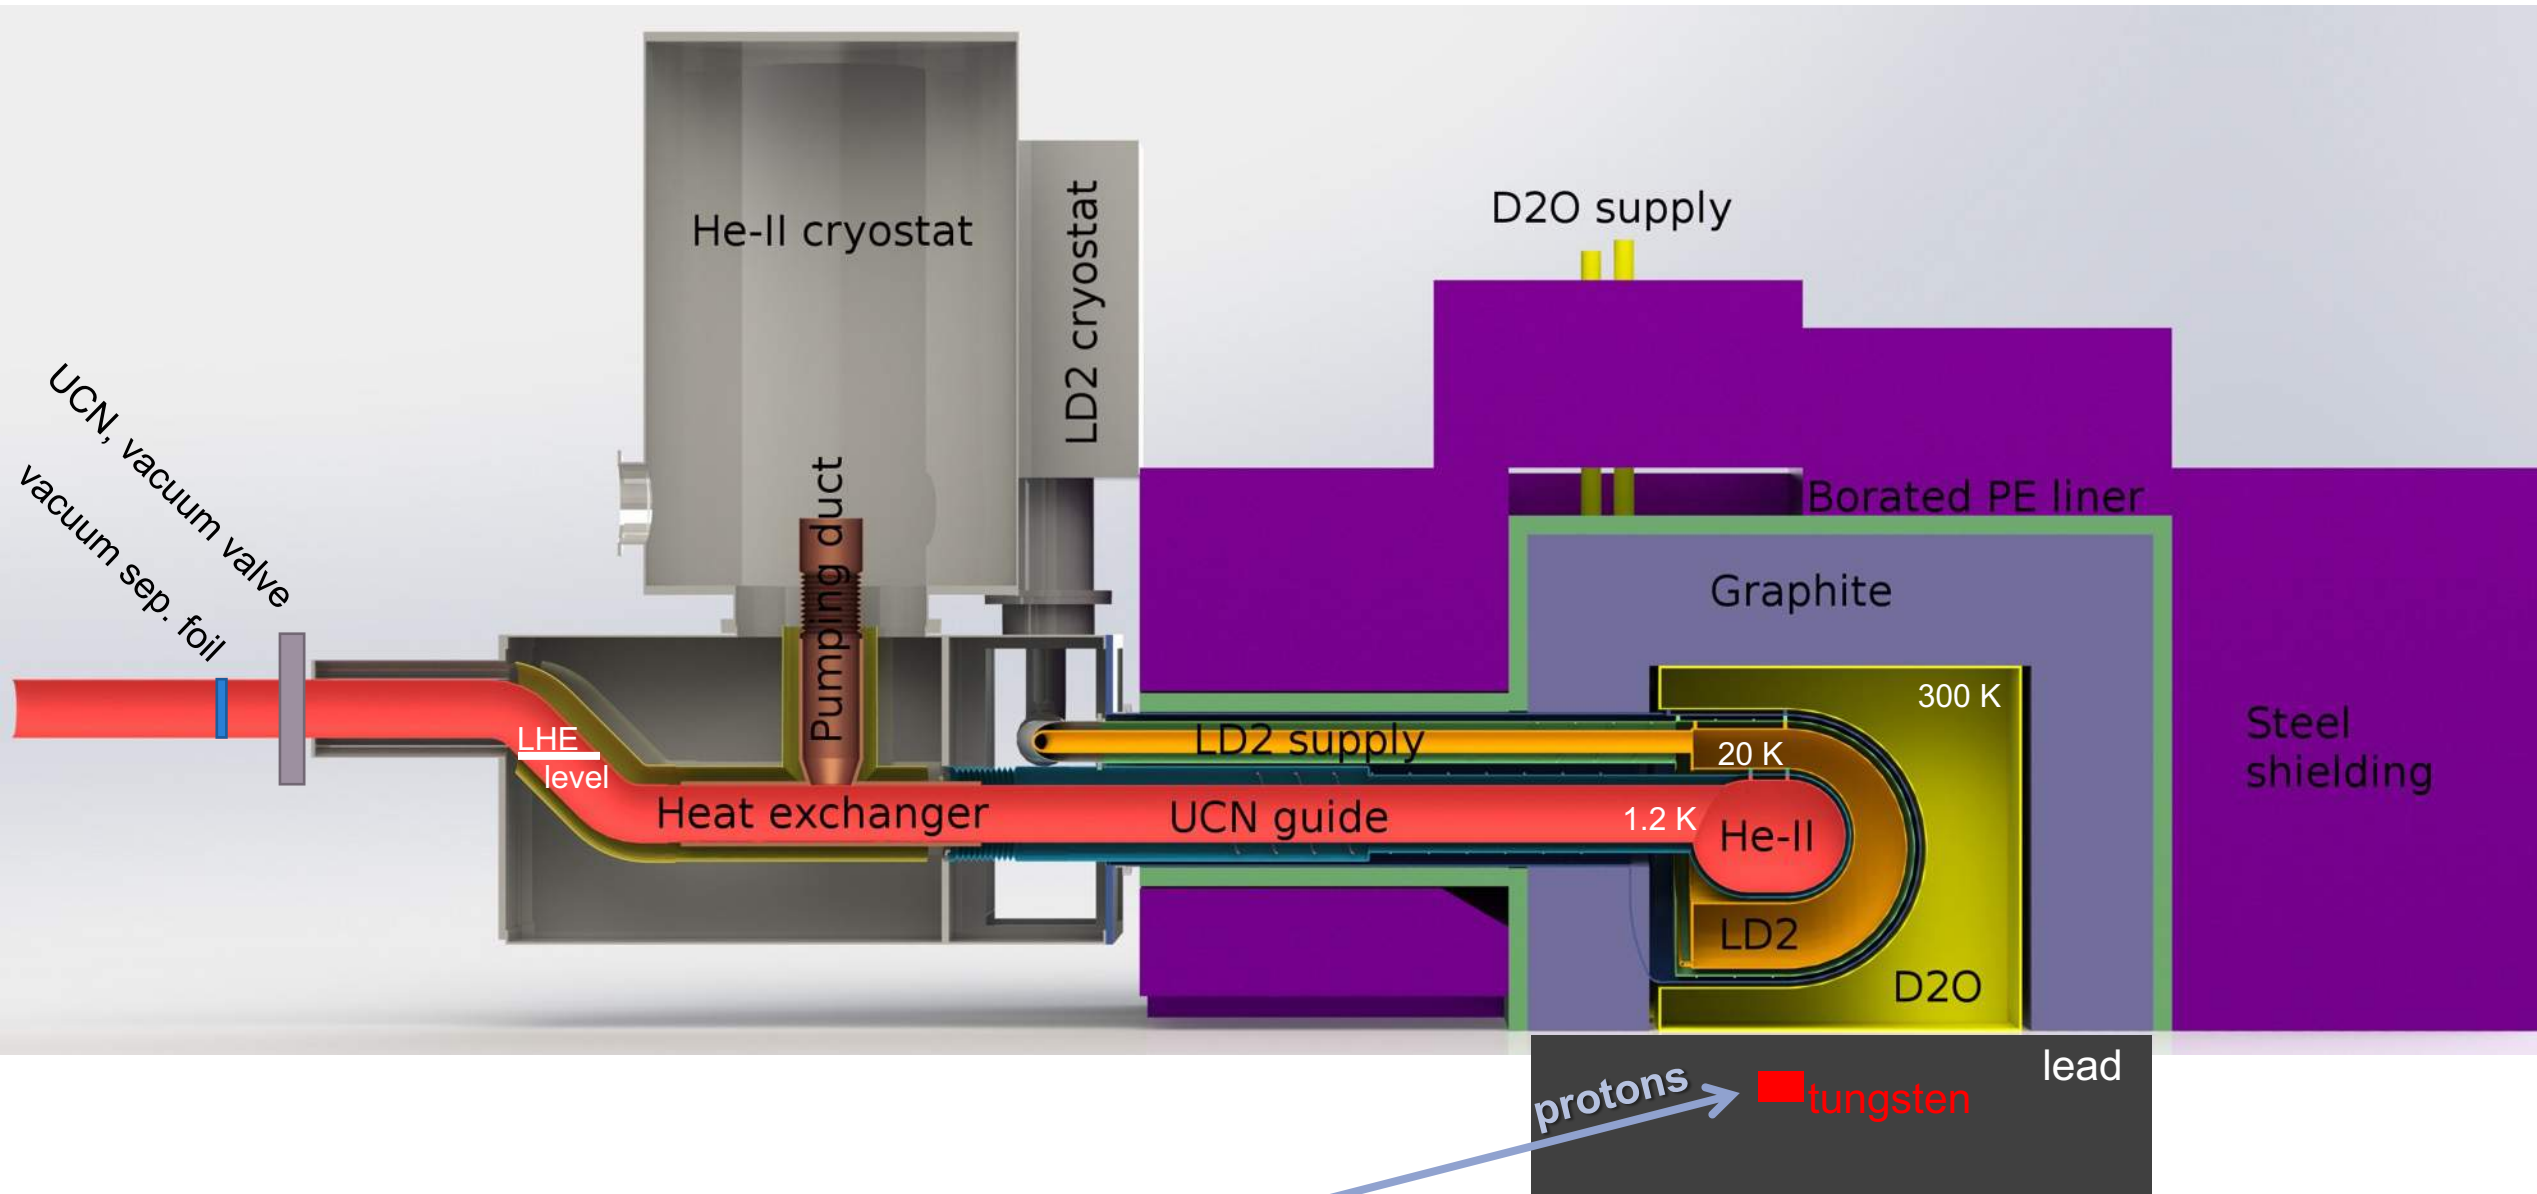 He-II cryostat
LD2 cryostat
D2O supply
UCN, vacuum valve
vacuum sep. foil
Pumping duct
Borated PE liner
Graphite
300 K
Steel
shielding
LHE
level
LD2 supply
20 K
Heat exchanger
UCN guide
1.2 K
He-II
LD2
D2O
lead
protons
tungsten